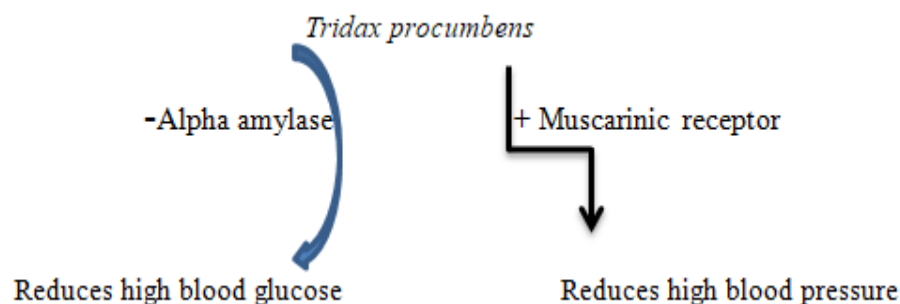 Tridax procumbens
-Alpha amylase
+ Muscarinic receptor
Reduces high blood glucose
Reduces high blood pressure